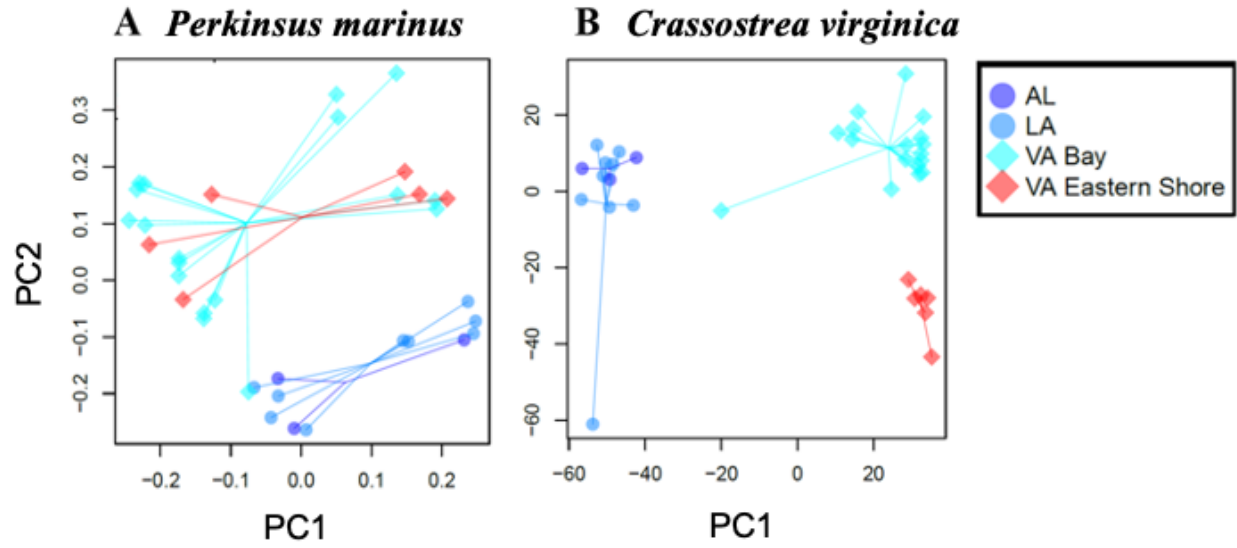 A Perkinsus marinus
B Crassostrea virginica
AL
LA
VA Bay
VA Eastern Shore
PC2
0.3
0.2
0.1
0.0
−0.1
−0.2
−0.2 −0.1 0.0 0.1 0.2
PC1
20
0
−20
−40
−60
−60 −40 −20 0 20
PC1